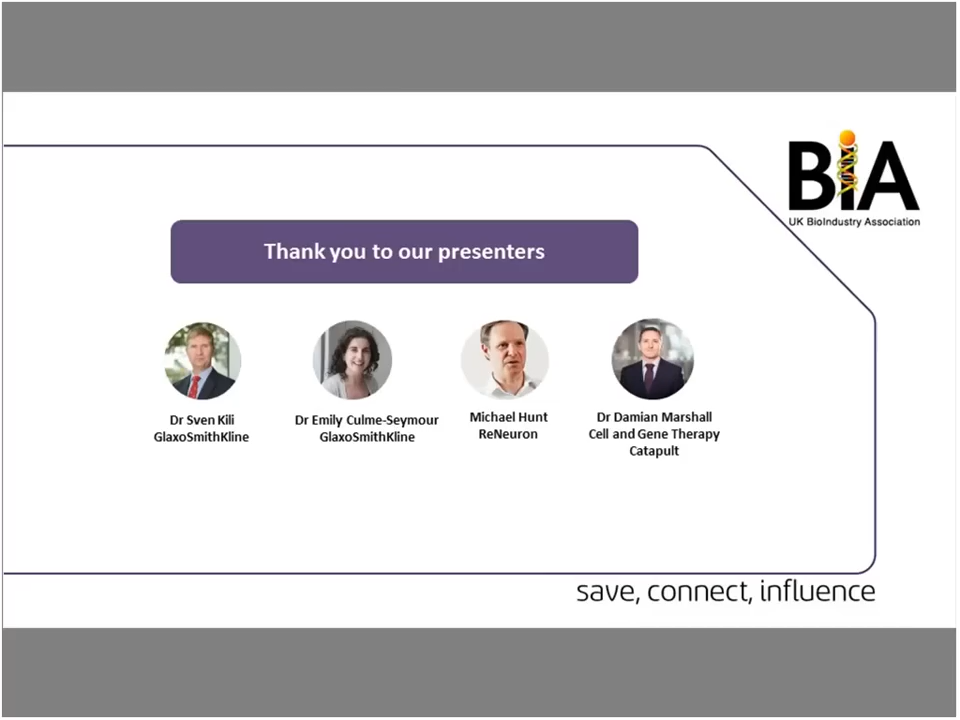 BiA
UK BioIndustry Association
Thank you to our presenters
Dr Sven Kili
GlaxoSmithKline
Dr Emily Culme-Seymour
GlaxoSmithKline
Michael Hunt
ReNeuron
Dr Damian Marshall
Cell and Gene Therapy
Catapult
save, connect, influence